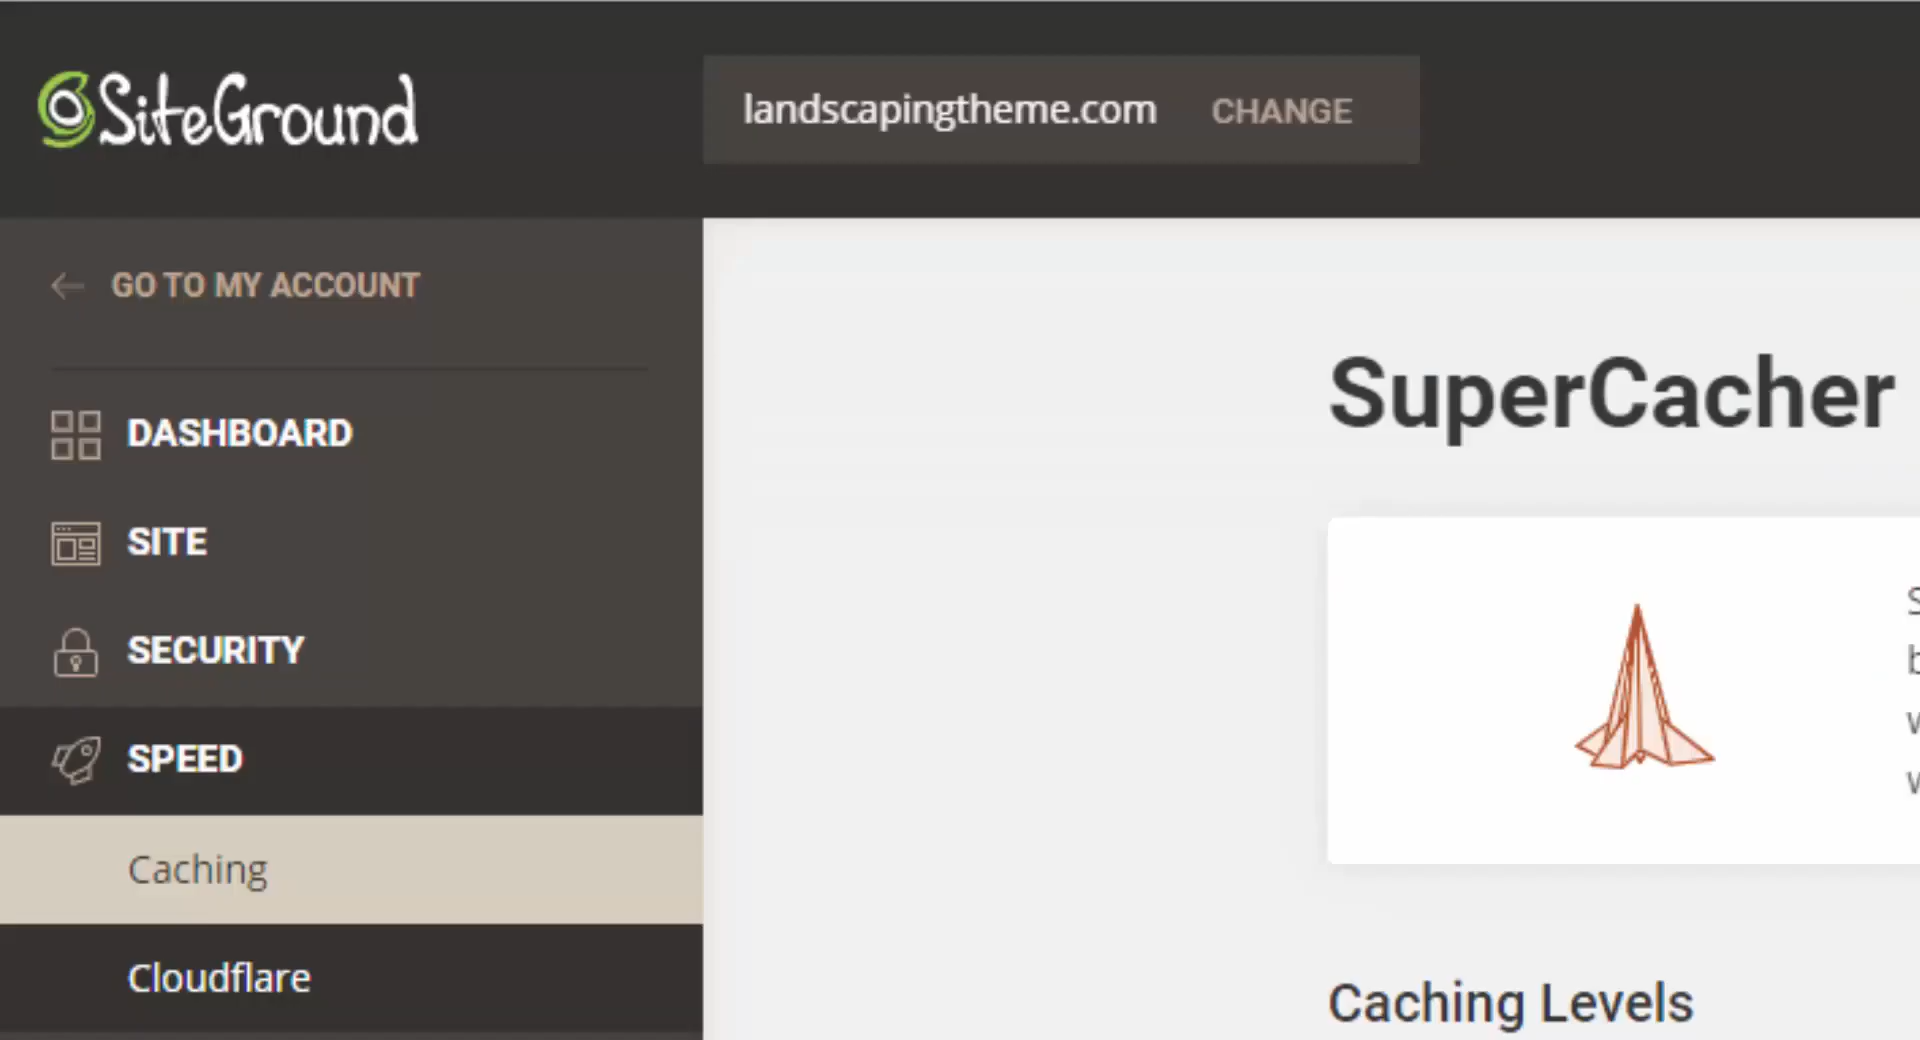 SiteGround
landscapingtheme.com CHANGE
GO TO MY ACCOUNT
DASHBOARD
SITE
SECURITY
SPEED
Caching
Cloudflare
SuperCacher
Caching Levels